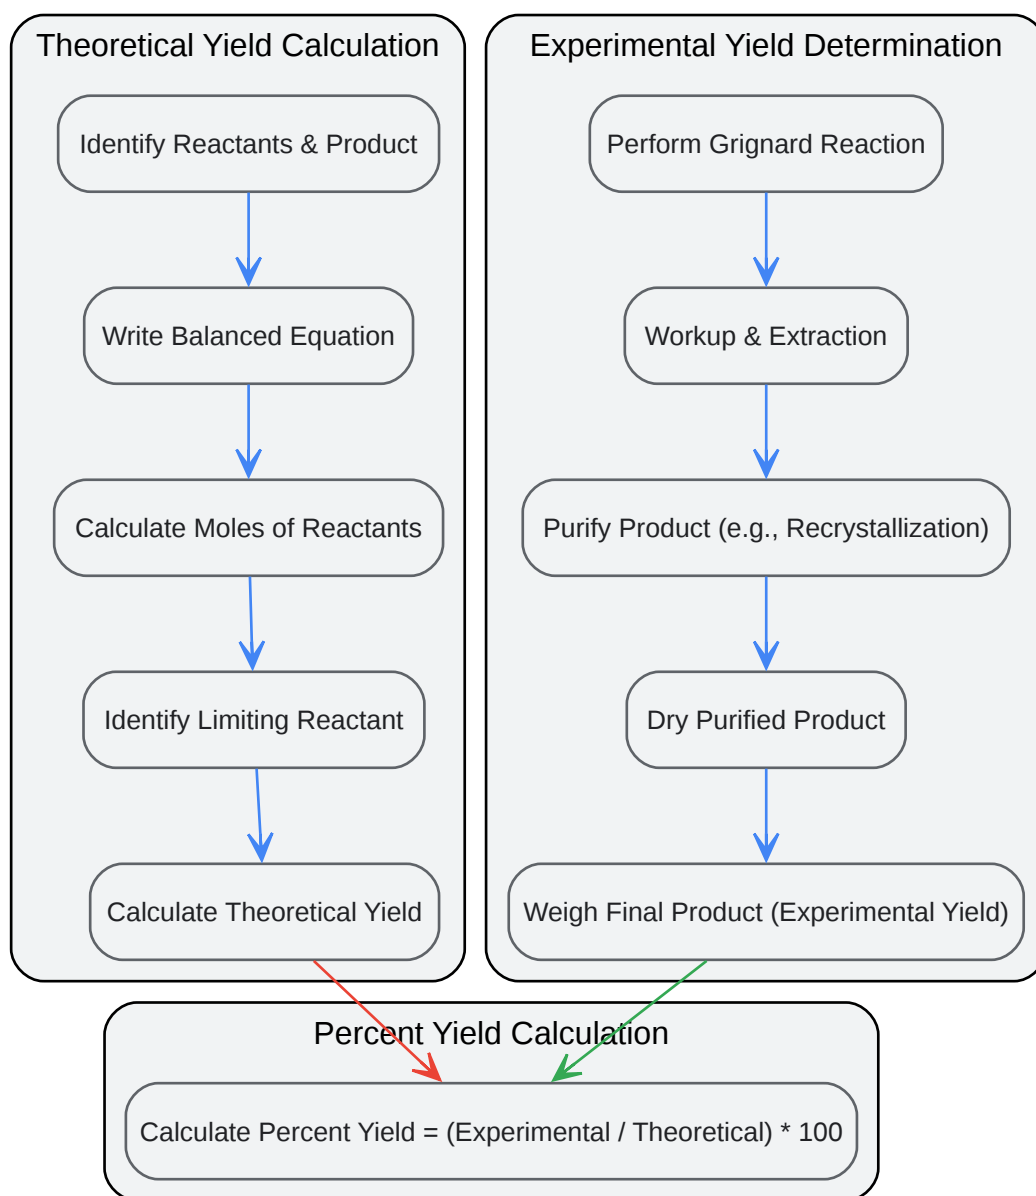 Theoretical Yield Calculation
Identify Reactants & Product
Write Balanced Equation
Calculate Moles of Reactants
Identify Limiting Reactant
Calculate Theoretical Yield
Experimental Yield Determination
Perform Grignard Reaction
Workup & Extraction
Purify Product (e.g., Recrystallization)
Dry Purified Product
Weigh Final Product (Experimental Yield)
Percent Yield Calculation
Calculate Percent Yield = (Experimental / Theoretical) * 100